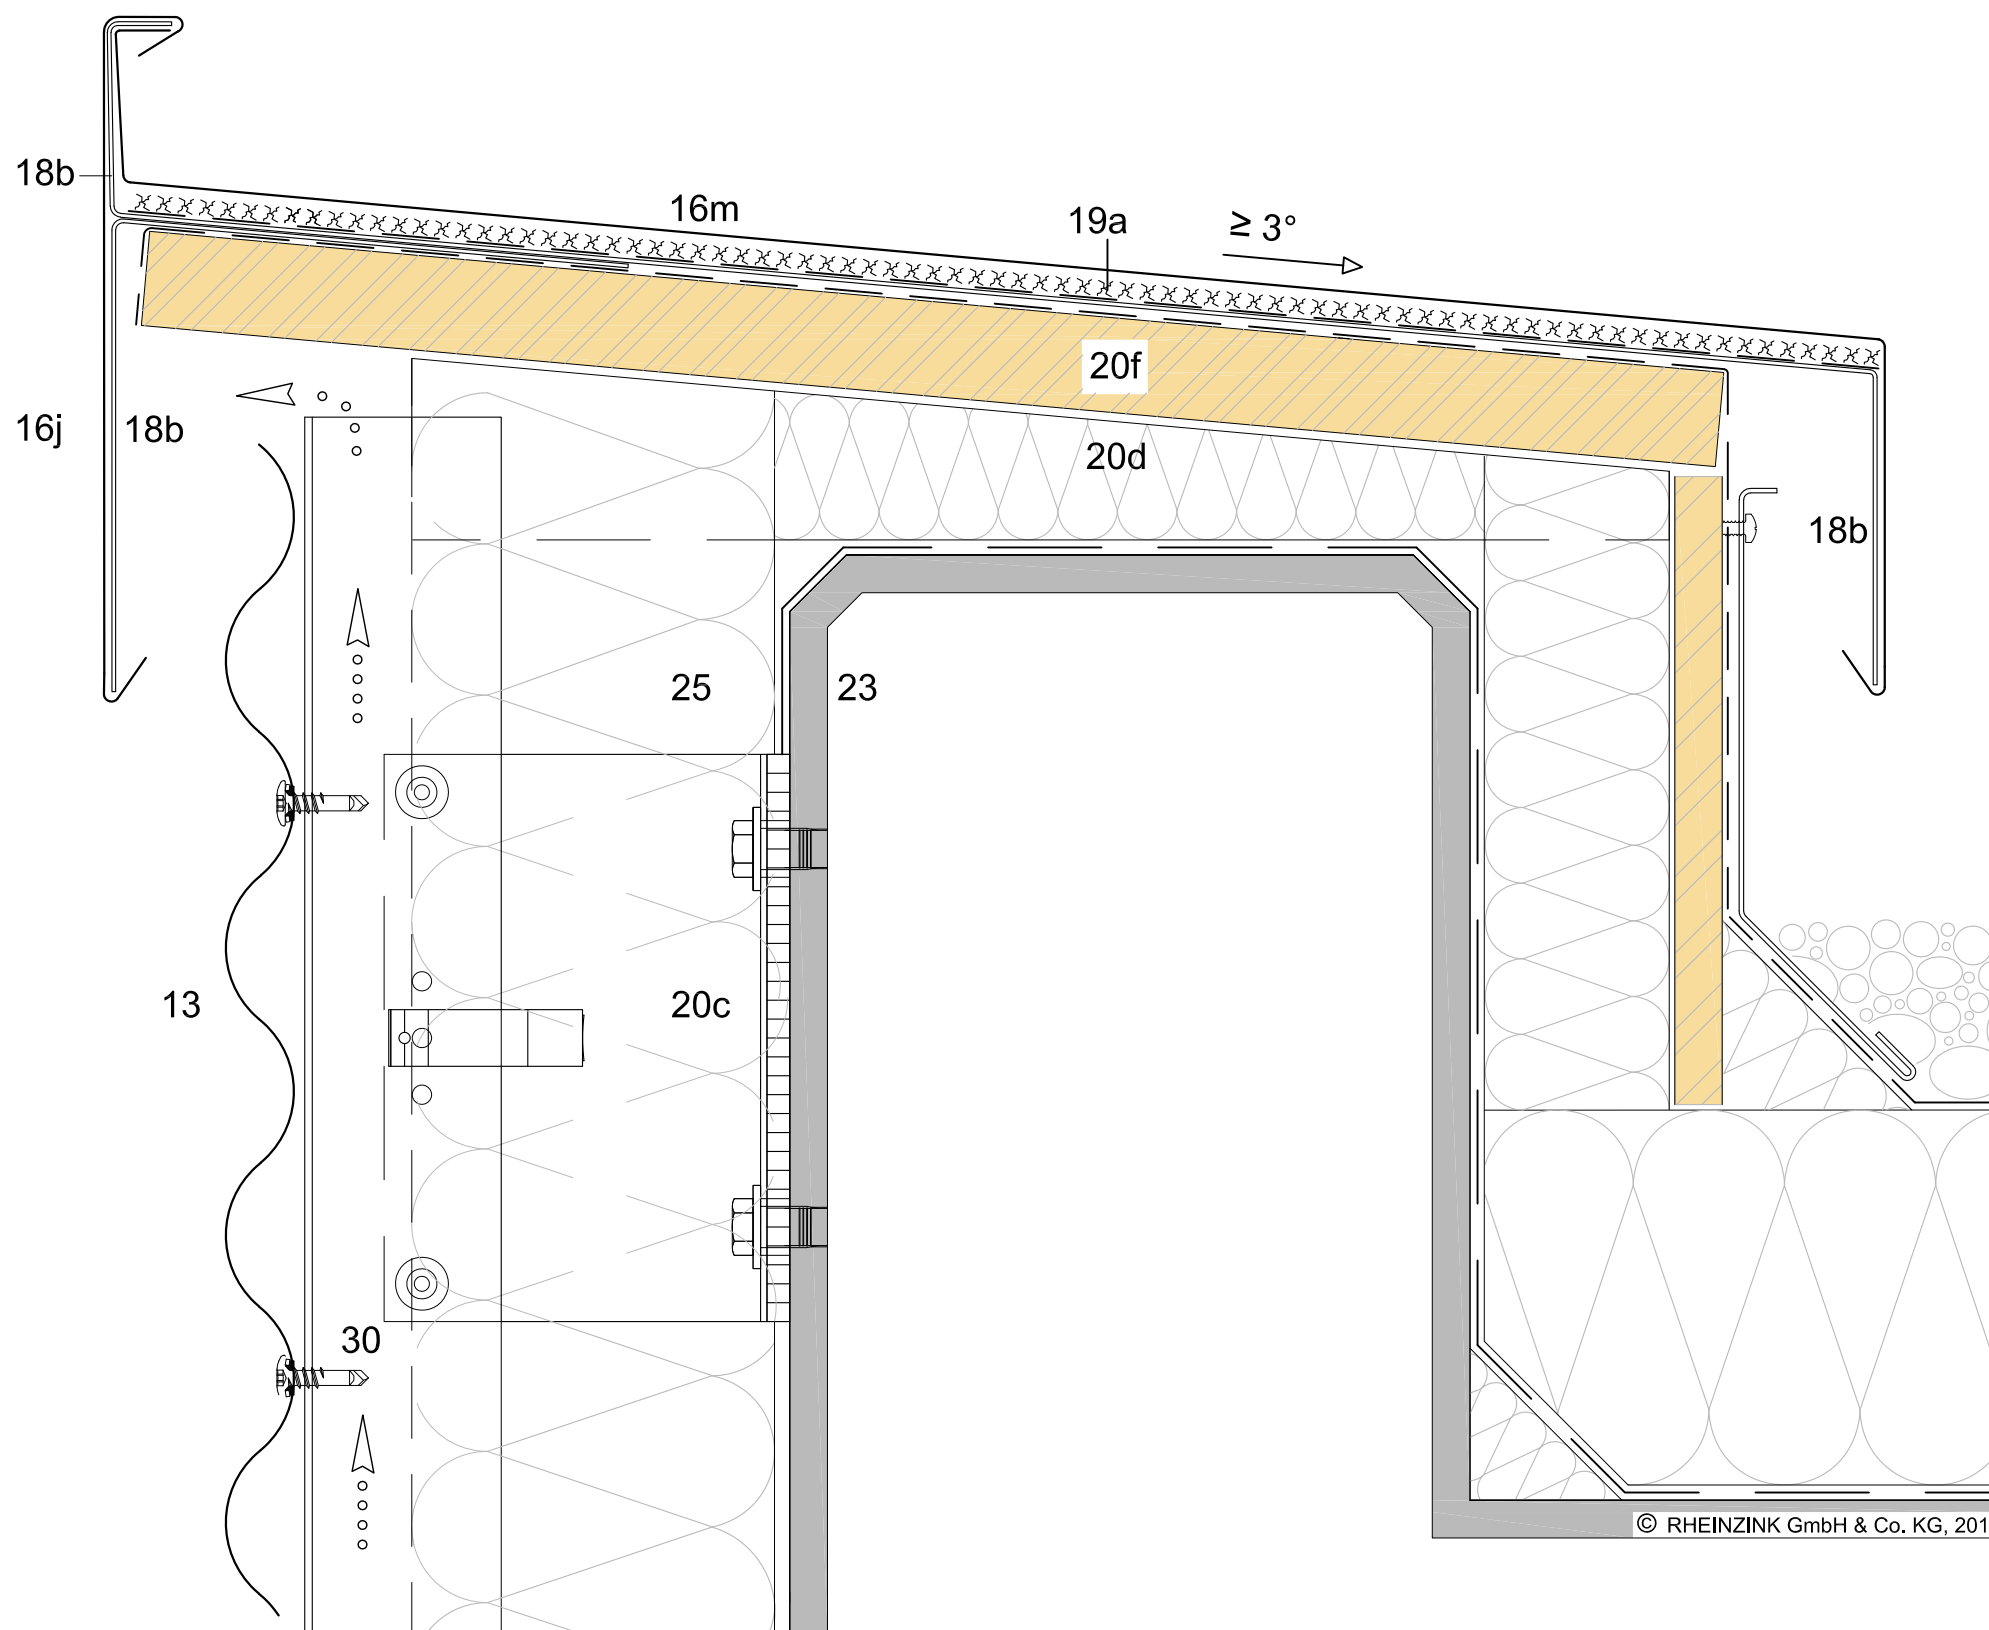 18b
16m
19a
≥ 3°
20f
16j
18b
20d
18b
25
23
13
20c
30
© RHEINZINK GmbH & Co. KG, 201